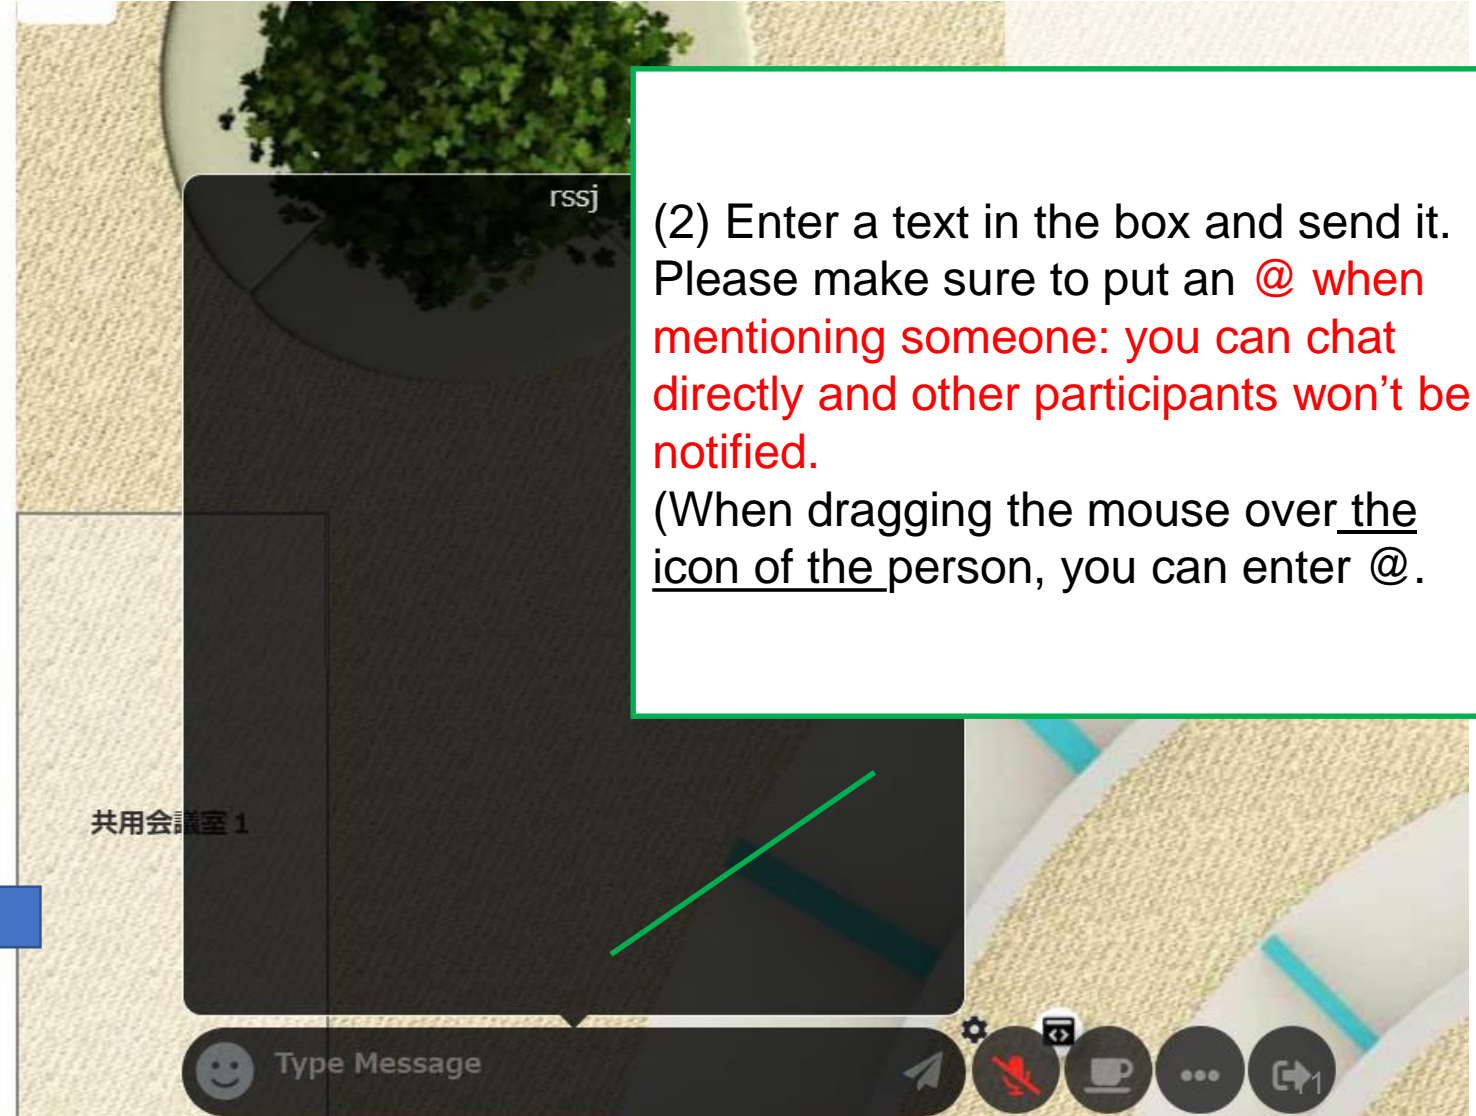 rssj
(2) Enter a text in the box and send it.
Please make sure to put an @ when
mentioning someone: you can chat
directly and other participants won’t be
notified.
(When dragging the mouse over the
icon of the person, you can enter @.
共用会議室1
Type Message
1